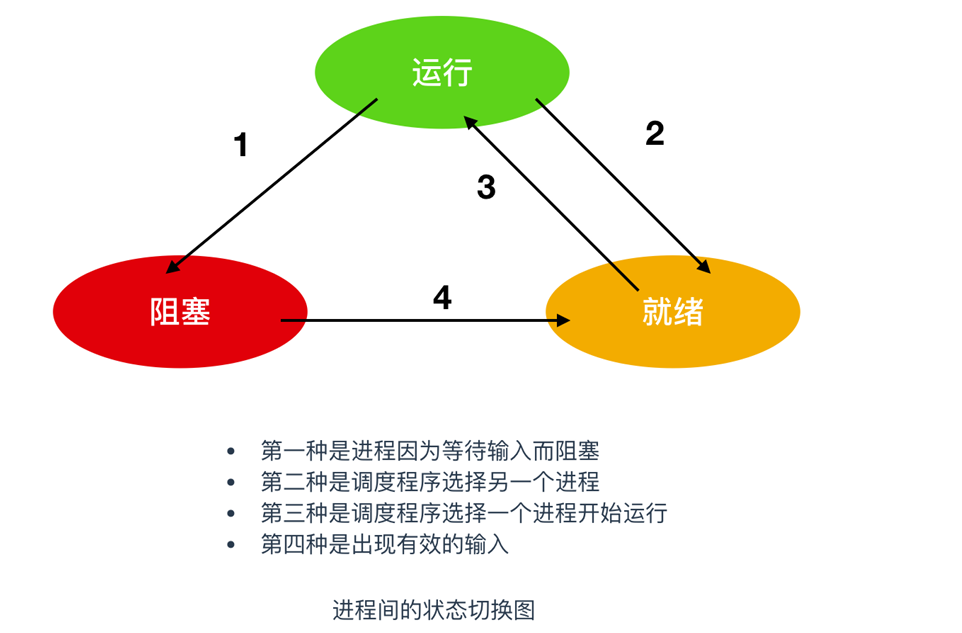 运行
1
2
3
阻塞
4
就绪
• 第一种是进程因为等待输入而阻塞
• 第二种是调度程序选择另一个进程
• 第三种是调度程序选择一个进程开始运行
• 第四种是出现有效的输入
进程间的状态切换图